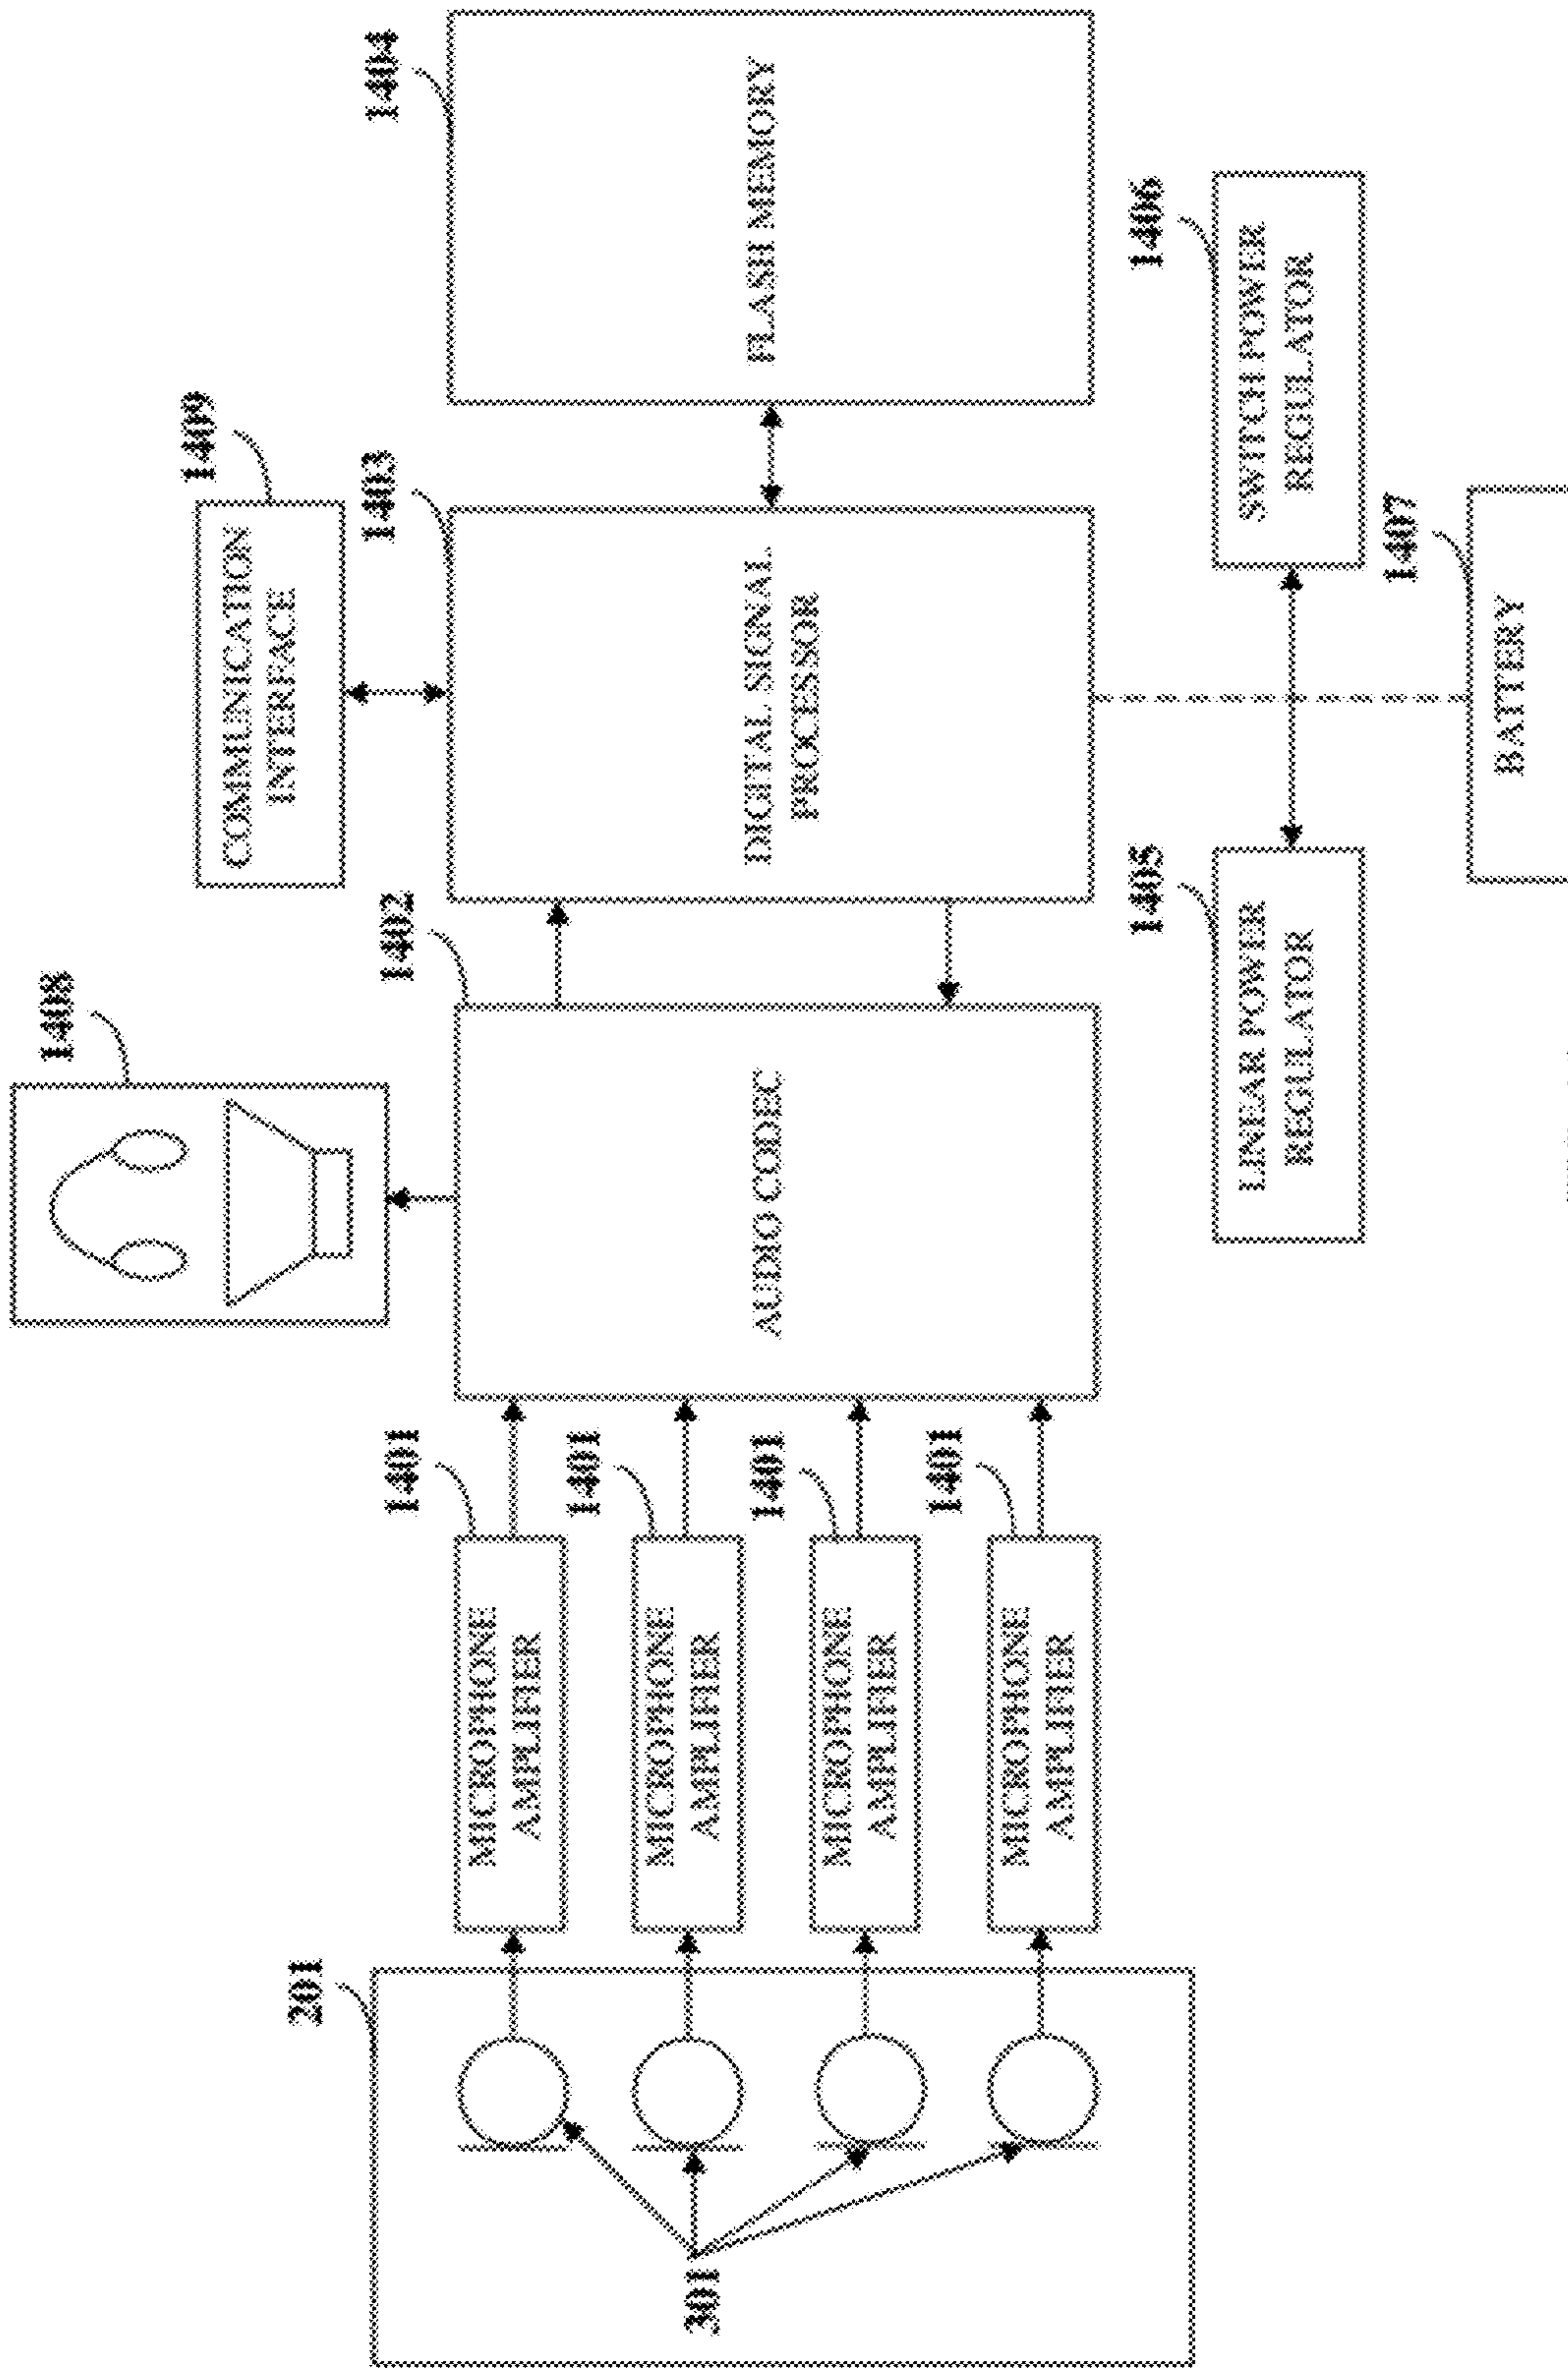 1408
1409
COMMUNICATION
INTERFACE
201
1401
MICROPHONE
AMPLIFIER
1401
MICROPHONE
AMPLIFIER
1401
MICROPHONE
AMPLIFIER
1401
MICROPHONE
AMPLIFIER
301
1402
AUDIO CODEC
1403
DIGITAL SIGNAL
PROCESSOR
1404
FLASH MEMORY
1405
LINEAR POWER
REGULATOR
1406
SWITCH POWER
REGULATOR
1407
BATTERY